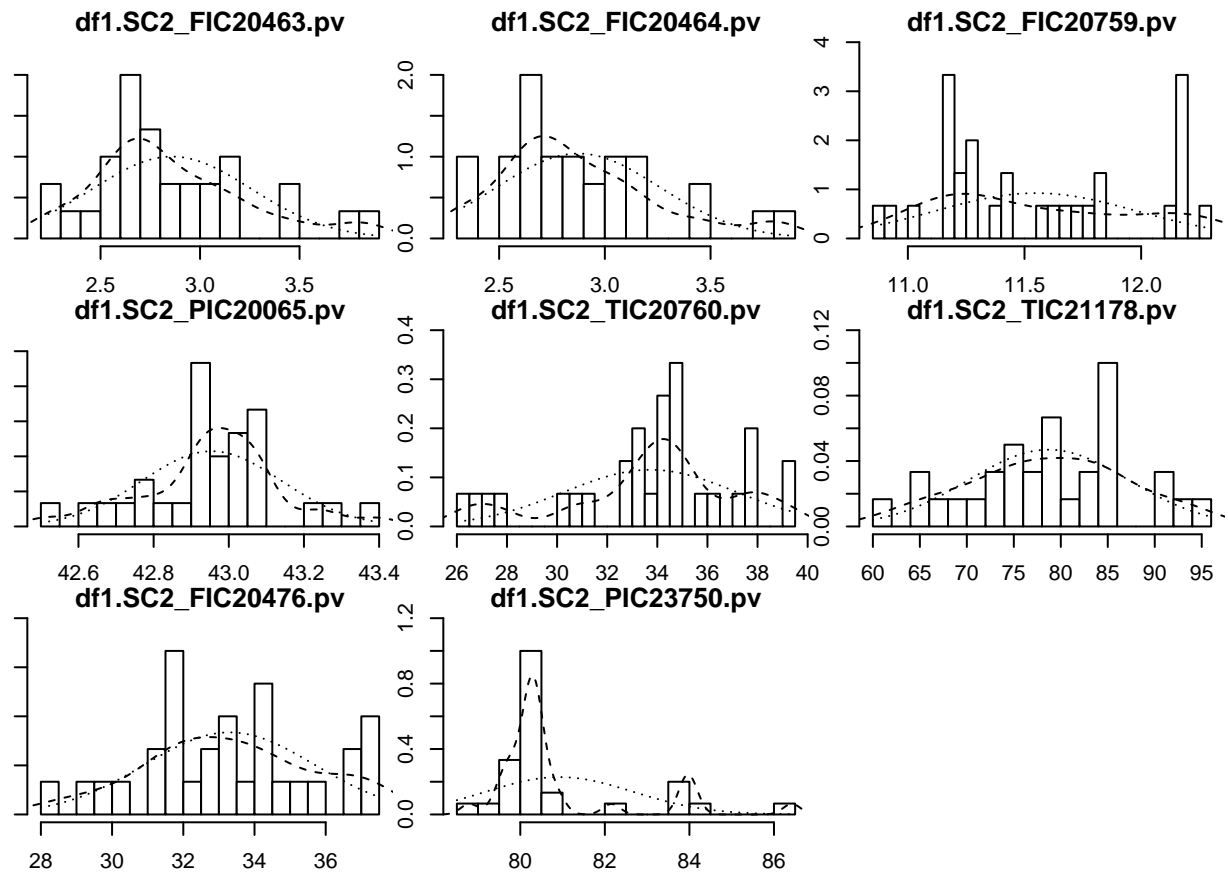 df1.SC2_FIC20463.pv
2.5 3.0 3.5
df1.SC2_FIC20464.pv
0.0 1.0 2.0
2.5 3.0 3.5
df1.SC2_FIC20759.pv
0 1 2 3 4
11.0 11.5 12.0
df1.SC2_PIC20065.pv
42.6 42.8 43.0 43.2 43.4
df1.SC2_TIC20760.pv
0.0 0.1 0.2 0.3 0.4
26 28 30 32 34 36 38 40
df1.SC2_TIC21178.pv
0.00 0.04 0.08 0.12
60 65 70 75 80 85 90 95
df1.SC2_FIC20476.pv
28 30 32 34 36
df1.SC2_PIC23750.pv
0.0 0.4 0.8 1.2
80 82 84 86